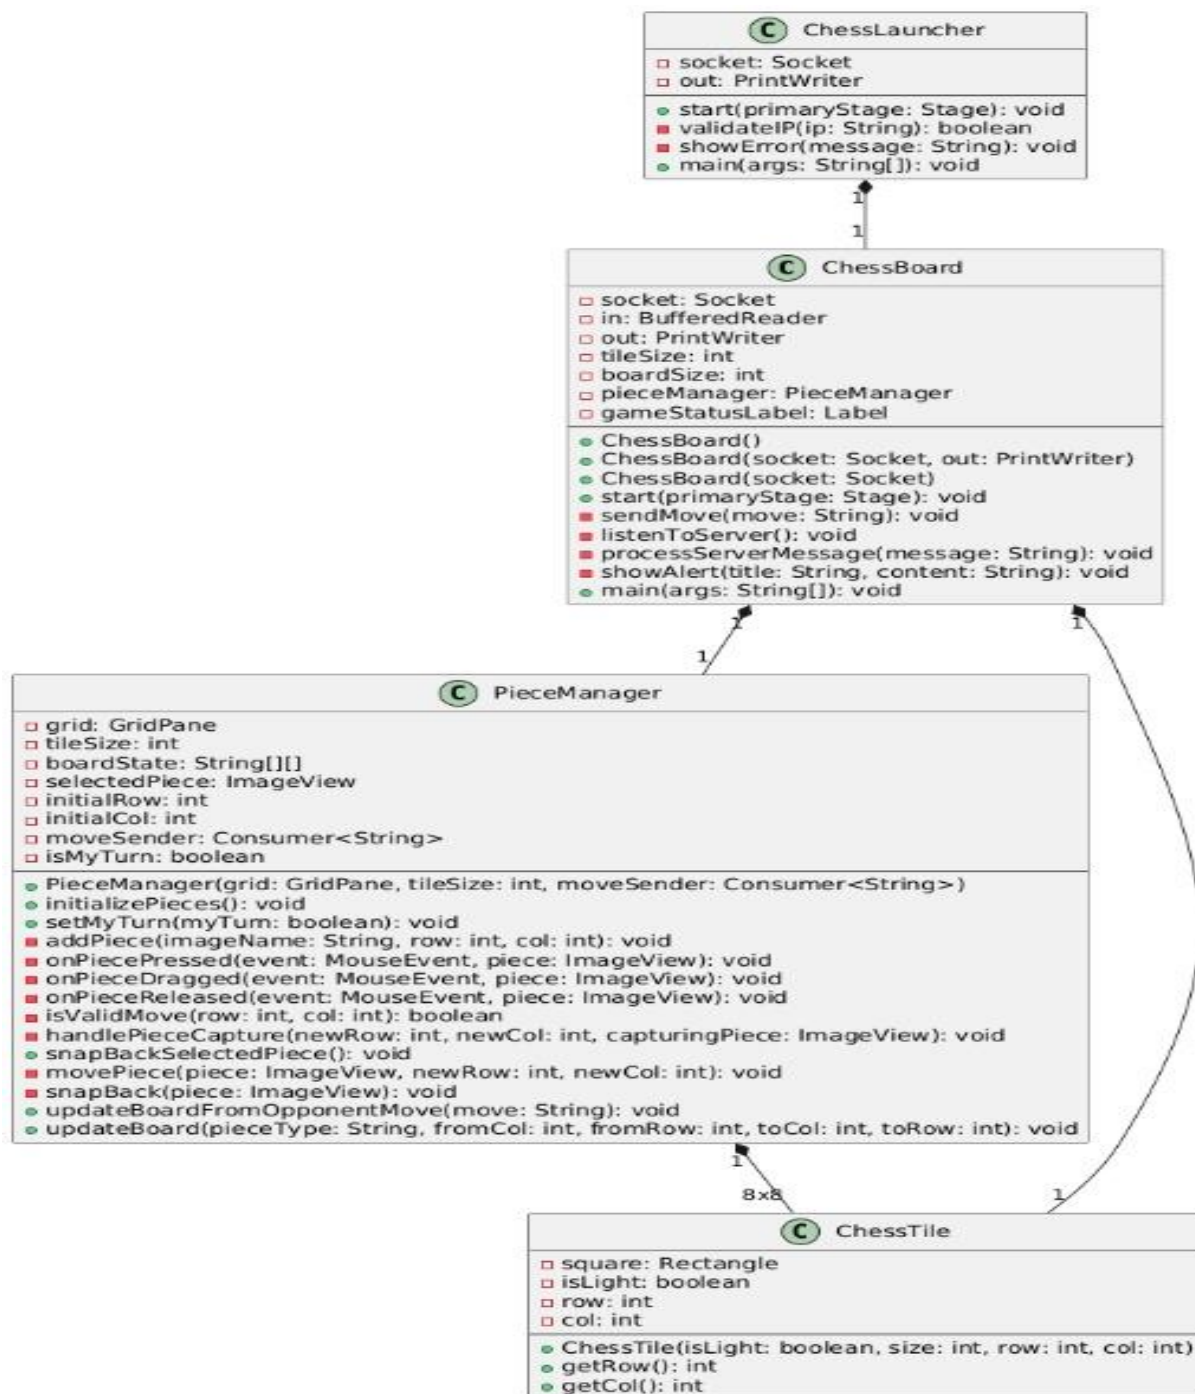 C ChessLauncher
socket: Socket
out: PrintWriter
start(primaryStage: Stage): void
validateIP(ip: String): boolean
showError(message: String): void
main(args: String[]): void
1
1
C ChessBoard
socket: Socket
in: BufferedReader
out: PrintWriter
tileSize: int
boardSize: int
pieceManager: PieceManager
gameStatusLabel: Label
ChessBoard()
ChessBoard(socket: Socket, out: PrintWriter)
ChessBoard(socket: Socket)
start(primaryStage: Stage): void
sendMove(move: String): void
listenToServer(): void
processServerMessage(message: String): void
showAlert(title: String, content: String): void
main(args: String[]): void
1 1
1
C PieceManager
grid: GridPane
tileSize: int
boardState: String[][]
selectedPiece: ImageView
initialRow: int
initialCol: int
moveSender: Consumer<String>
isMyTurn: boolean
PieceManager(grid: GridPane, tileSize: int, moveSender: Consumer<String>)
initializePieces(): void
setMyTurn(myTurn: boolean): void
addPiece(imageName: String, row: int, col: int): void
onPiecePressed(event: MouseEvent, piece: ImageView): void
onPieceDragged(event: MouseEvent, piece: ImageView): void
onPieceReleased(event: MouseEvent, piece: ImageView): void
isValidMove(row: int, col: int): boolean
handlePieceCapture(newRow: int, newCol: int, capturingPiece: ImageView): void
snapBackSelectedPiece(): void
movePiece(piece: ImageView, newRow: int, newCol: int): void
snapBack(piece: ImageView): void
updateBoardFromOpponentMove(move: String): void
updateBoard(pieceType: String, fromCol: int, fromRow: int, toCol: int, toRow: int): void
1
8x8 1
C ChessTile
square: Rectangle
isLight: boolean
row: int
col: int
ChessTile(isLight: boolean, size: int, row: int, col: int)
getRow(): int
getCol(): int